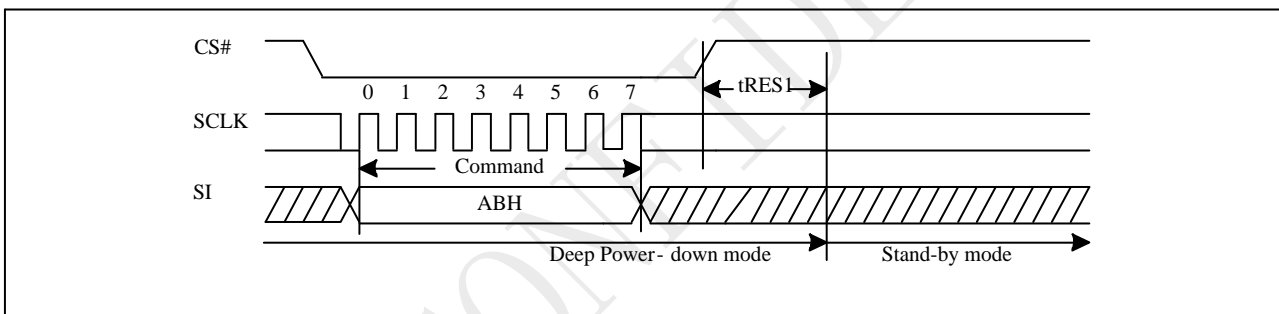 CS#
tRES1
0 1 2 3 4 5 6 7
SCLK
Command
SI
ABH
Deep Power- down mode
Stand-by mode